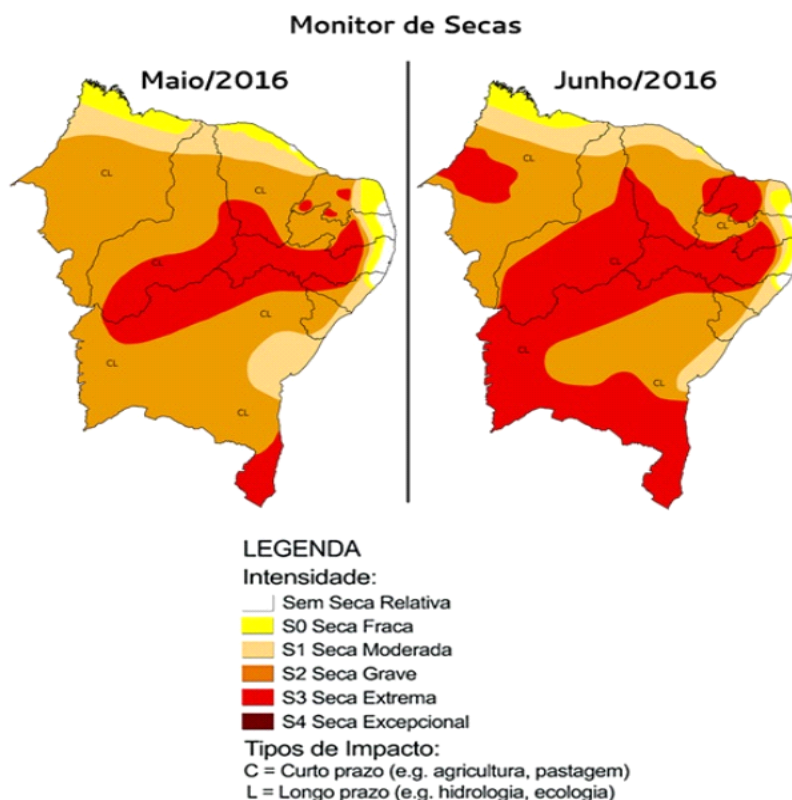 Monitor de Secas
Maio/2016
Junho/2016
CL
CL
CL
CL
CL
CL
CL
CL
CL
CL
CL
LEGENDA
Intensidade:
Sem Seca Relativa
S0 Seca Fraca
S1 Seca Moderada
S2 Seca Grave
S3 Seca Extrema
S4 Seca Excepcional
Tipos de Impacto:
C = Curto prazo (e.g. agricultura, pastagem)
L = Longo prazo (e.g. hidrologia, ecologia)